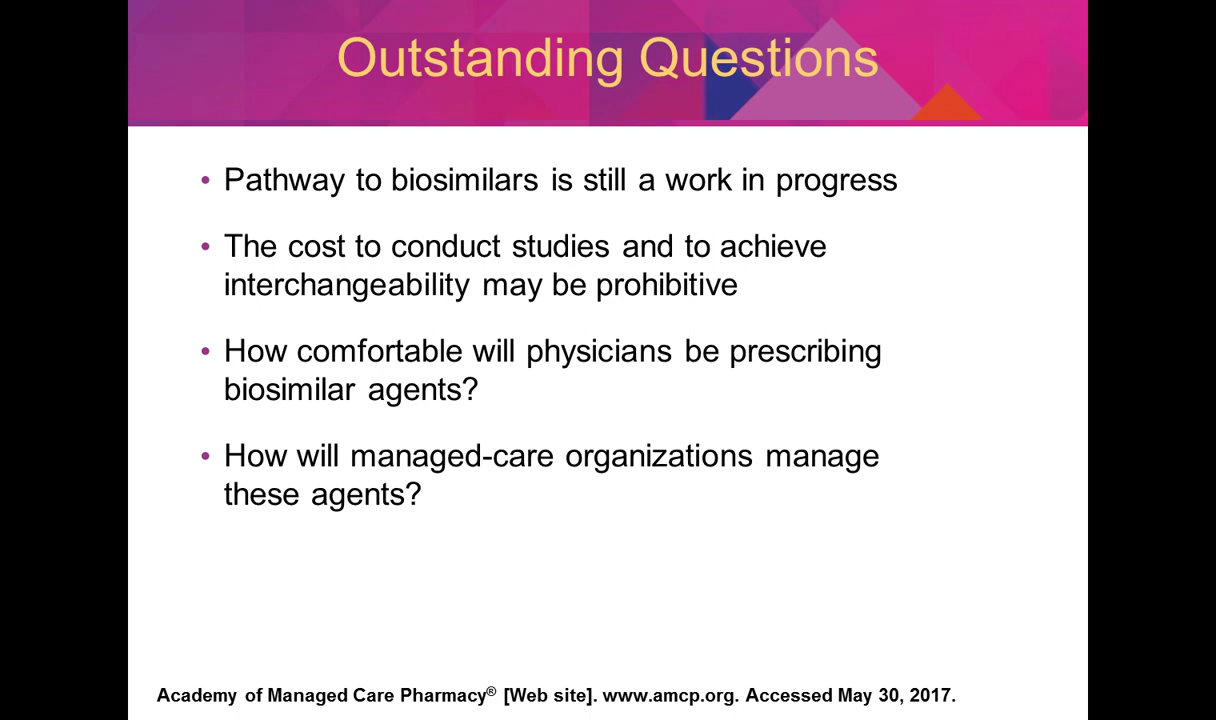 Outstanding Questions
• Pathway to biosimilars is still a work in progress
• The cost to conduct studies and to achieve
interchangeability may be prohibitive
• How comfortable will physicians be prescribing
biosimilar agents?
• How will managed-care organizations manage
these agents?
Academy of Managed Care Pharmacy® [Web site]. www.amcp.org. Accessed May 30, 2017.